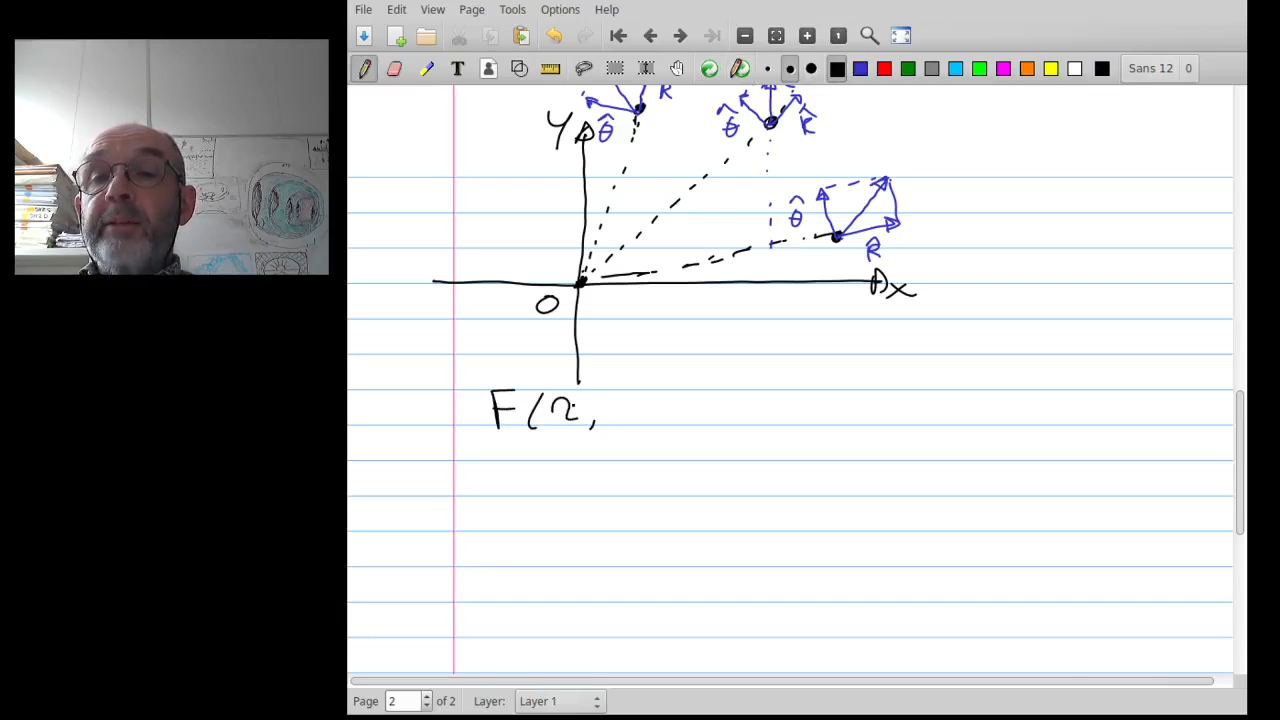 File Edit View Page Tools Options Help
Sans 12 0
Y
θ̂ R̂
θ̂ R̂
θ̂
R̂
O
x
F(r,
Page 2 of 2 Layer: Layer 1